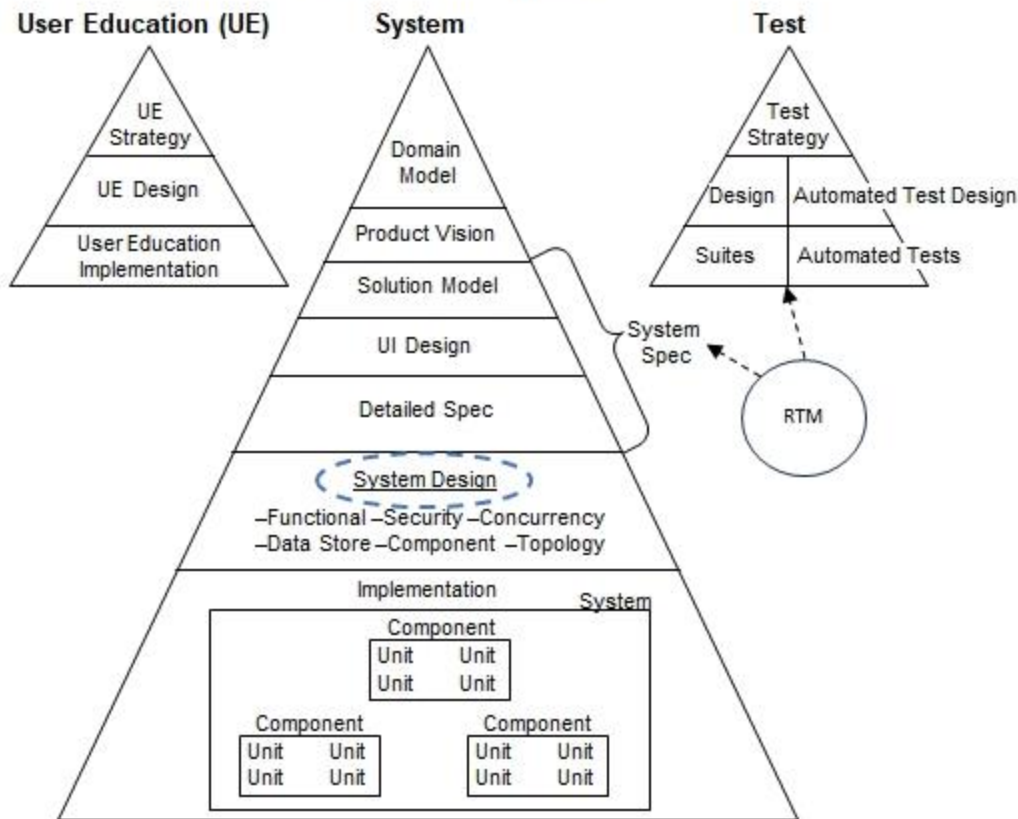 User Education (UE)
System
Test
UE
Strategy
UE Design
User Education
Implementation
Domain
Model
Product Vision
Solution Model
UI Design
Detailed Spec
System Design
–Functional –Security –Concurrency
–Data Store –Component –Topology
Implementation
System
Component
Unit Unit
Unit Unit
Component
Unit Unit
Unit Unit
Component
Unit Unit
Unit Unit
System
Spec
Test
Strategy
Design
Automated Test Design
Suites
Automated Tests
RTM